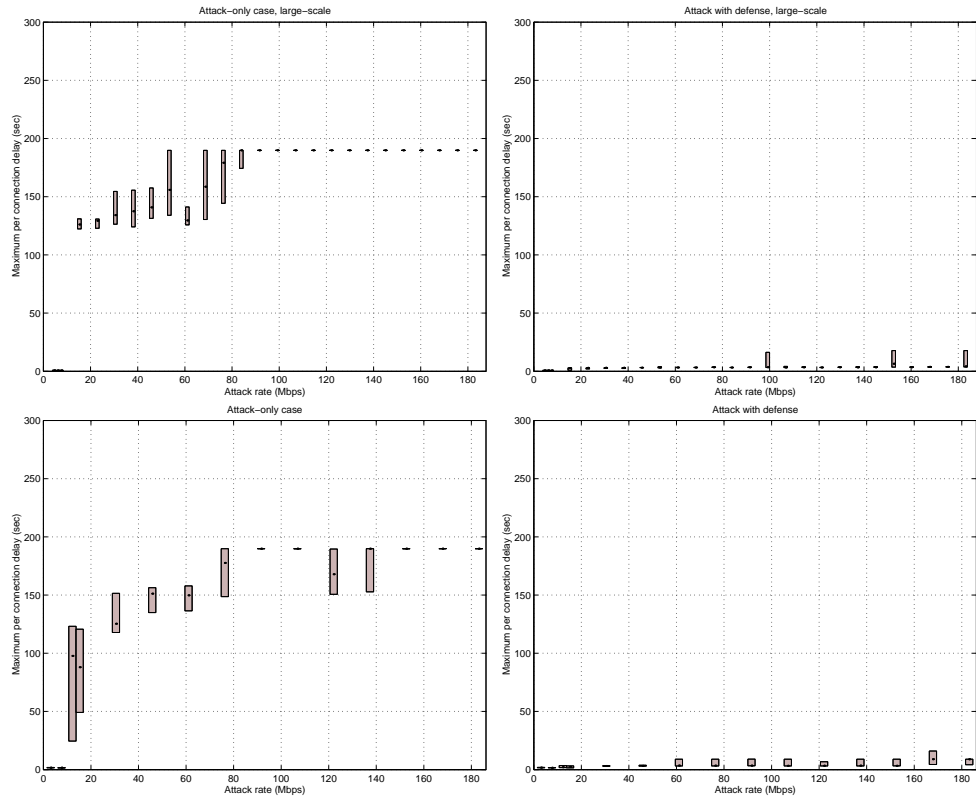 Attack-only case, large-scale
300
250
200
150
100
50
0
Maximum per connection delay (sec)
0 20 40 60 80 100 120 140 160 180
Attack rate (Mbps)
Attack with defense, large-scale
300
250
200
150
100
50
0
Maximum per connection delay (sec)
0 20 40 60 80 100 120 140 160 180
Attack rate (Mbps)
Attack-only case
300
250
200
150
100
50
0
Maximum per connection delay (sec)
0 20 40 60 80 100 120 140 160 180
Attack rate (Mbps)
Attack with defense
300
250
200
150
100
50
0
Maximum per connection delay (sec)
0 20 40 60 80 100 120 140 160 180
Attack rate (Mbps)